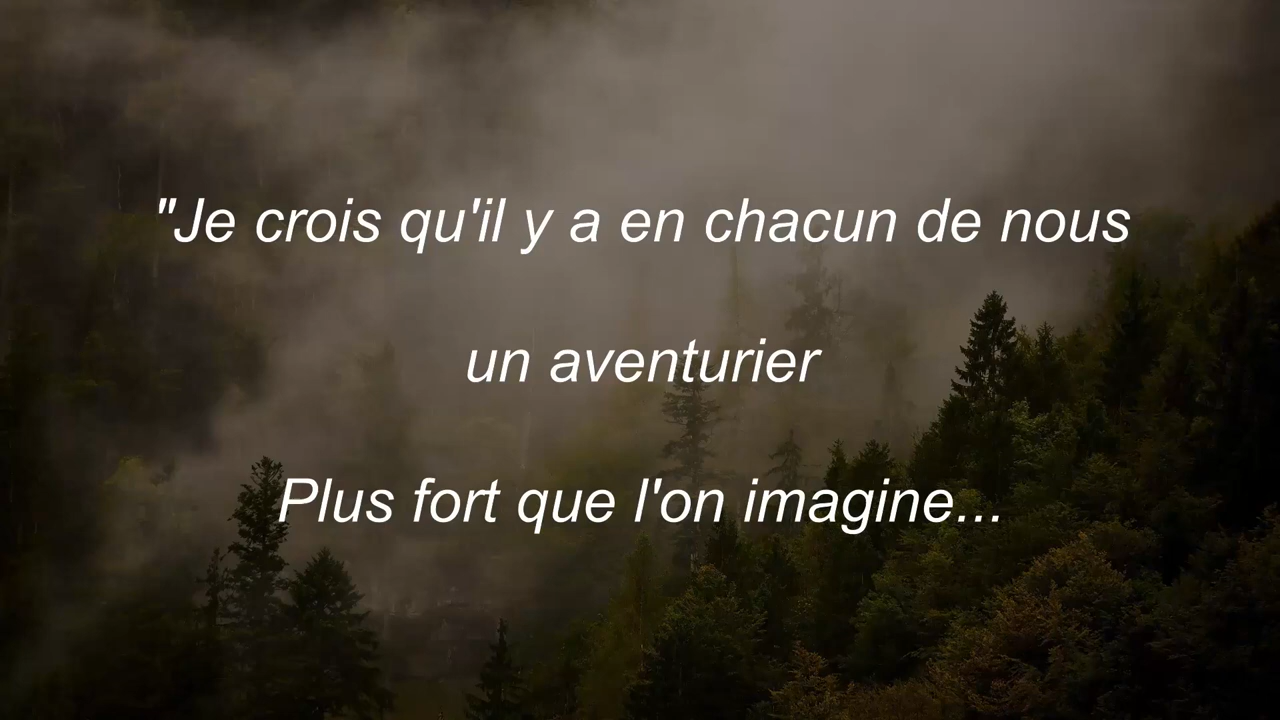 "Je crois qu'il y a en chacun de nous
un aventurier
Plus fort que l'on imagine...